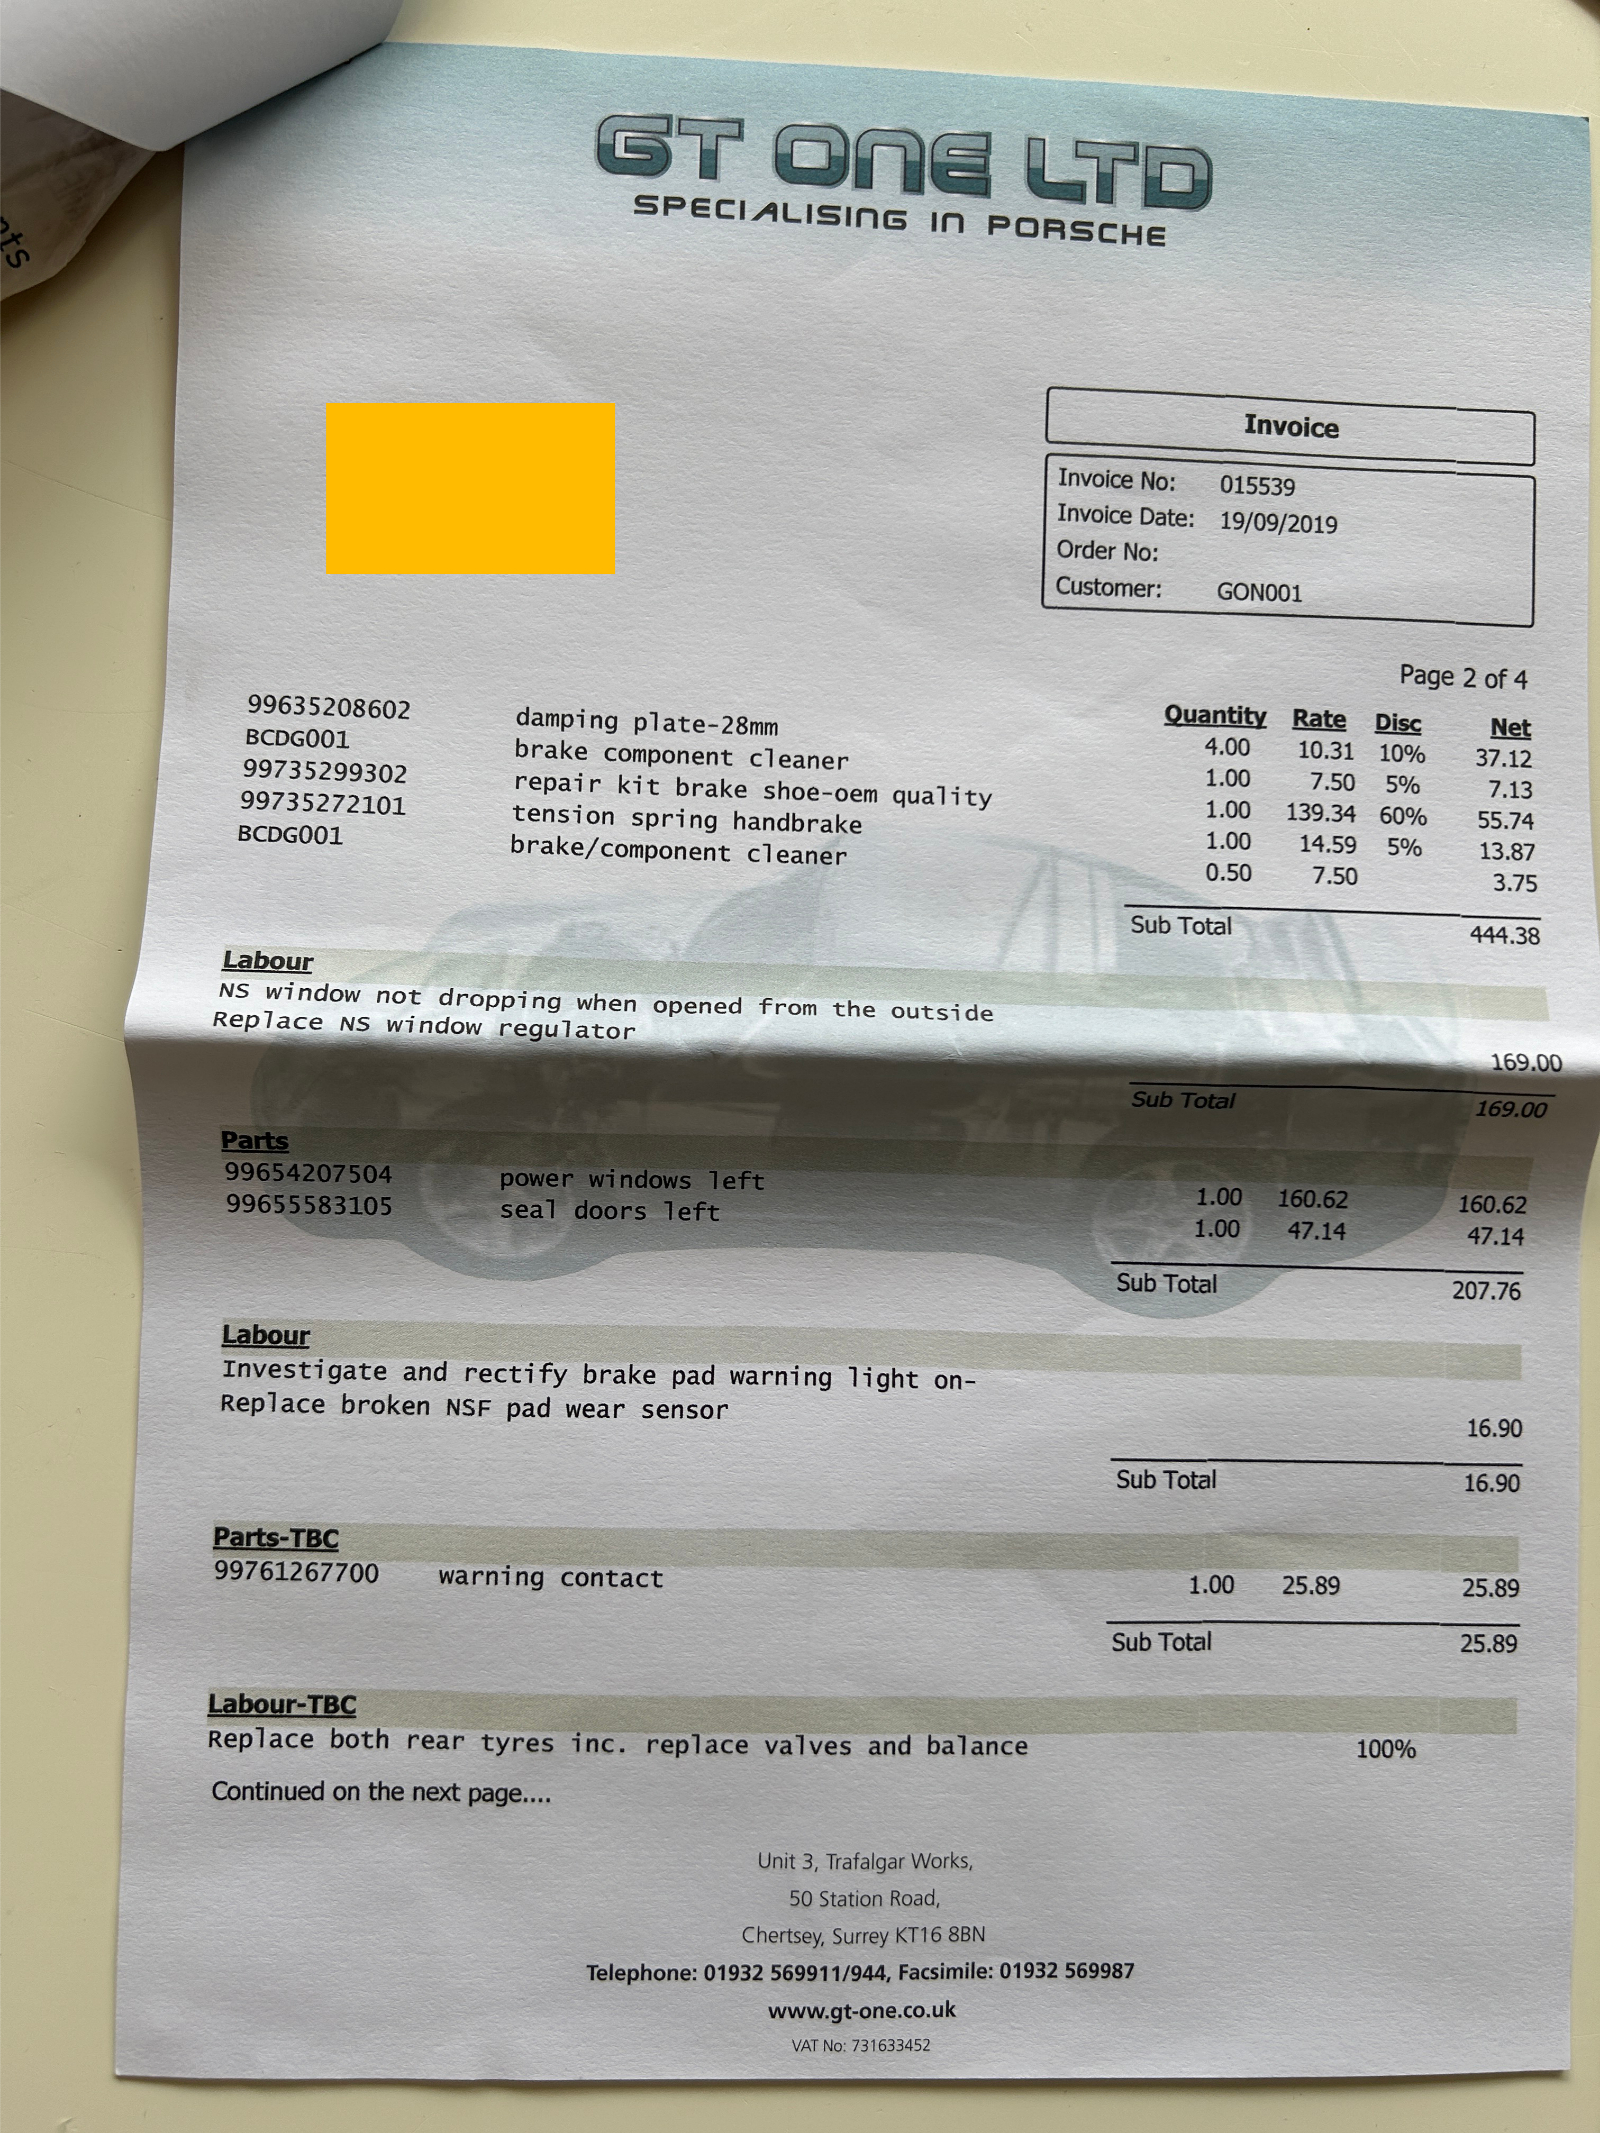 nts
GT ONE LTD
SPECIALISING IN PORSCHE
Invoice
Invoice No: 015539
Invoice Date: 19/09/2019
Order No:
Customer: GON001
Page 2 of 4
Quantity Rate Disc Net
99635208602 damping plate-28mm 4.00 10.31 10% 37.12
BCDG001 brake component cleaner 1.00 7.50 5% 7.13
99735299302 repair kit brake shoe-oem quality 1.00 139.34 60% 55.74
99735272101 tension spring handbrake 1.00 14.59 5% 13.87
BCDG001 brake/component cleaner 0.50 7.50 3.75
Sub Total 444.38
Labour
NS window not dropping when opened from the outside
Replace NS window regulator
169.00
Sub Total 169.00
Parts
99654207504 power windows left 1.00 160.62 160.62
99655583105 seal doors left 1.00 47.14 47.14
Sub Total 207.76
Labour
Investigate and rectify brake pad warning light on-
Replace broken NSF pad wear sensor
16.90
Sub Total 16.90
Parts-TBC
99761267700 warning contact 1.00 25.89 25.89
Sub Total 25.89
Labour-TBC
Replace both rear tyres inc. replace valves and balance 100%
Continued on the next page....
Unit 3, Trafalgar Works,
50 Station Road,
Chertsey, Surrey KT16 8BN
Telephone: 01932 569911/944, Facsimile: 01932 569987
www.gt-one.co.uk
VAT No: 731633452